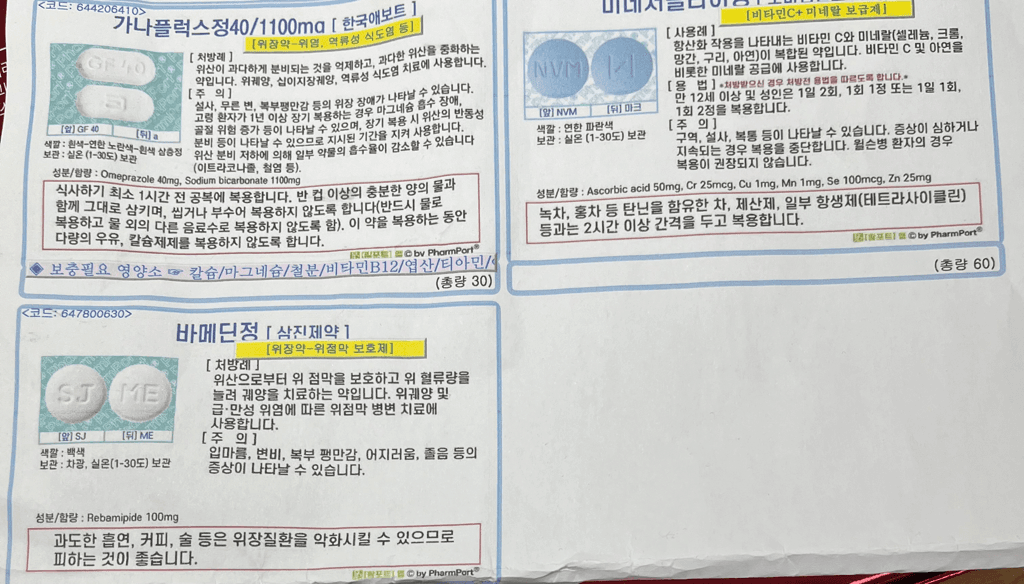 <코드: 644206410>
가나플럭스정40/1100mg [ 한국애보트 ]
[위장약-위염, 역류성 식도염 등]
[ 처방례 ]
위산이 과다하게 분비되는 것을 억제하고, 과다한 위산을 중화하는
약입니다. 위궤양, 십이지장궤양, 역류성 식도염 치료에 사용합니다.
[ 주 의 ]
설사, 무른 변, 복부팽만감 등의 위장 장애가 나타날 수 있습니다.
고령 환자가 1년 이상 장기 복용하는 경우 마그네슘 흡수 장애,
골절 위험 증가 등이 나타날 수 있으며, 장기 복용 시 위산의 반동성
분비 등이 나타날 수 있으므로 지시된 기간을 지켜 사용합니다.
위산 분비 저하에 의해 일부 약물의 흡수율이 감소할 수 있습니다
(이트라코나졸, 철염 등).
GF 40
[앞] GF 40 [뒤] a
색깔 : 흰색-연한 노란색-흰색 삼층정
보관 : 실온 (1-30도) 보관
성분/함량 : Omeprazole 40mg, Sodium bicarbonate 1100mg
식사하기 최소 1시간 전 공복에 복용합니다. 반 컵 이상의 충분한 양의 물과
함께 그대로 삼키며, 씹거나 부수어 복용하지 않도록 합니다(반드시 물로
복용하고 물 외의 다른 음료수로 복용하지 않도록 함). 이 약을 복용하는 동안
다량의 우유, 칼슘제제를 복용하지 않도록 합니다.
[팜포트] 앱 © by PharmPort®
◈ 보충필요 영양소 ☞ 칼슘/마그네슘/철분/비타민B12/엽산/티아민/
(총량 30)
[비타민C+미네랄 보급제]
[ 사용례 ]
항산화 작용을 나타내는 비타민 C와 미네랄(셀레늄, 크롬,
망간, 구리, 아연)이 복합된 약입니다. 비타민 C 및 아연을
비롯한 미네랄 공급에 사용합니다.
[ 용 법 ] *처방받으신 경우 처방전 용법을 따르도록 합니다.*
만 12세 이상 및 성인은 1일 2회, 1회 1정 또는 1일 1회,
1회 2정을 복용합니다.
[ 주 의 ]
구역, 설사, 복통 등이 나타날 수 있습니다. 증상이 심하거나
지속되는 경우 복용을 중단합니다. 윌슨병 환자의 경우
복용이 권장되지 않습니다.
NVM
[앞] NVM [뒤] 마크
색깔 : 연한 파란색
보관 : 실온 (1-30도) 보관
성분/함량 : Ascorbic acid 50mg, Cr 25mcg, Cu 1mg, Mn 1mg, Se 100mcg, Zn 25mg
녹차, 홍차 등 탄닌을 함유한 차, 제산제, 일부 항생제(테트라사이클린)
등과는 2시간 이상 간격을 두고 복용합니다.
[팜포트] 앱 © by PharmPort®
(총량 60)
<코드: 647800630>
바메딘정 [ 삼진제약 ]
[위장약-위점막 보호제]
[ 처방례 ]
위산으로부터 위 점막을 보호하고 위 혈류량을
늘려 궤양을 치료하는 약입니다. 위궤양 및
급·만성 위염에 따른 위점막 병변 치료에
사용합니다.
[ 주 의 ]
입마름, 변비, 복부 팽만감, 어지러움, 졸음 등의
증상이 나타날 수 있습니다.
SJ ME
[앞] SJ [뒤] ME
색깔 : 백색
보관 : 차광, 실온(1-30도) 보관
성분/함량 : Rebamipide 100mg
과도한 흡연, 커피, 술 등은 위장질환을 악화시킬 수 있으므로
피하는 것이 좋습니다.
[팜포트] 앱 © by PharmPort®